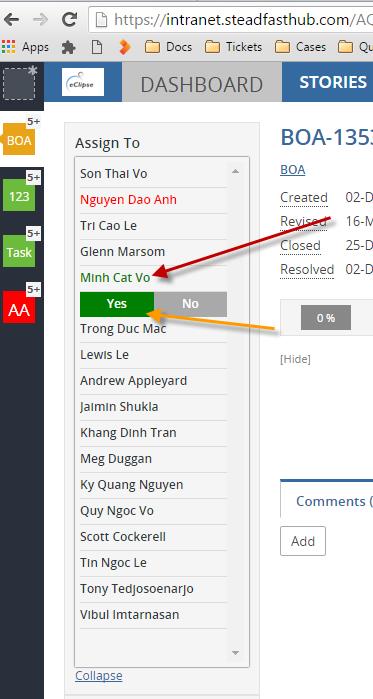 https://intranet.steadfasthub.com/AQ
Apps Docs Tickets Cases Qu
5+
BOA
5+
123
5+
Task
5+
AA
eClipse
DASHBOARD
STORIES
Assign To
Son Thai Vo
Nguyen Dao Anh
Tri Cao Le
Glenn Marsom
Minh Cat Vo
Yes No
Trong Duc Mac
Lewis Le
Andrew Appleyard
Jaimin Shukla
Khang Dinh Tran
Meg Duggan
Ky Quang Nguyen
Quy Ngoc Vo
Scott Cockerell
Tin Ngoc Le
Tony Tedjosoenarjo
Vibul Imtarnasan
Collapse
BOA-1353
BOA
Created 02-D
Revised 16-M
Closed 25-D
Resolved 02-D
0 %
[Hide]
Comments (
Add